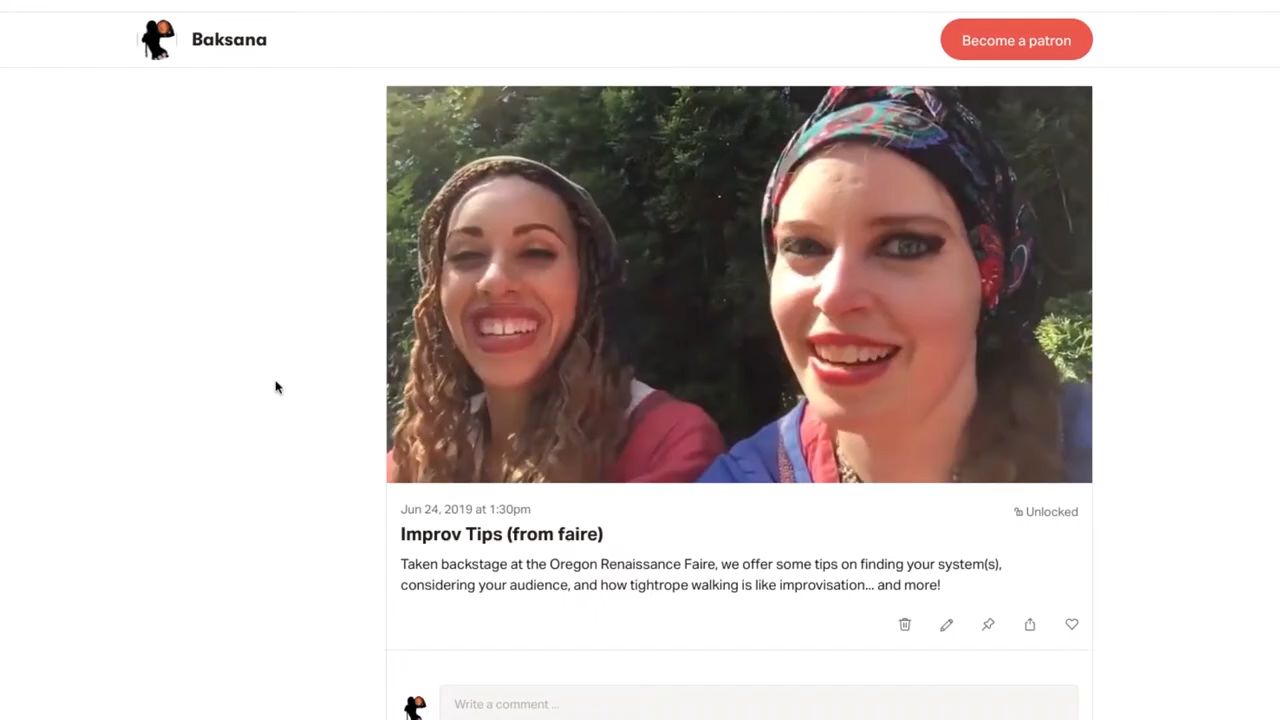 Baksana
Become a patron
Jun 24, 2019 at 1:30pm
Unlocked
Improv Tips (from faire)
Taken backstage at the Oregon Renaissance Faire, we offer some tips on finding your system(s),
considering your audience, and how tightrope walking is like improvisation... and more!
Write a comment ...